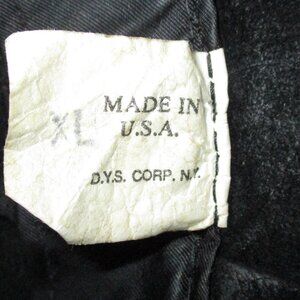 XL
MADE IN
U.S.A.
D.Y.S. CORP. N.Y.